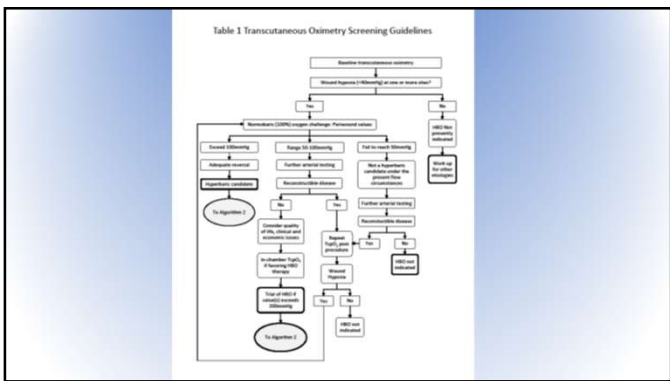 Table 1 Transcutaneous Oximetry Screening Guidelines
Baseline transcutaneous oximetry
Wound hypoxia (<40mmHg) at one or more sites?
Yes
No
Normobaric (100%) oxygen challenge: Periwound values
HBO Not
presently
indicated
Exceed 100mmHg
Range 50-100mmHg
Fail to reach 50mmHg
Work up
for other
etiologies
Adequate reversal
Further arterial testing
Not a hyperbaric
candidate under the
present flow
circumstances
Hyperbaric candidate
Reconstructible disease
To Algorithm 2
No
Yes
Further arterial testing
Reconstructible disease
Consider quality
of life, clinical and
economic issues
Repeat
TcpO2 post
procedure
Yes
No
HBO not
indicated
In-chamber TcpO2
if favoring HBO
therapy
Wound
Hypoxia
Trial of HBO if
value(s) exceeds
200mmHg
Yes
No
HBO not
indicated
To Algorithm 2